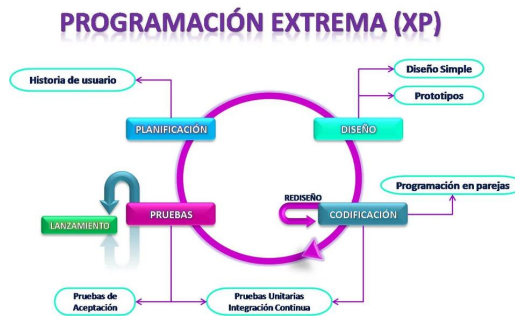 PROGRAMACIÓN EXTREMA (XP)
Historia de usuario
Diseño Simple
Prototipos
PLANIFICACIÓN
DISEÑO
Programación en parejas
REDISEÑO
LANZAMIENTO
PRUEBAS
CODIFICACIÓN
Pruebas de
Aceptación
Pruebas Unitarias
Integración Continua